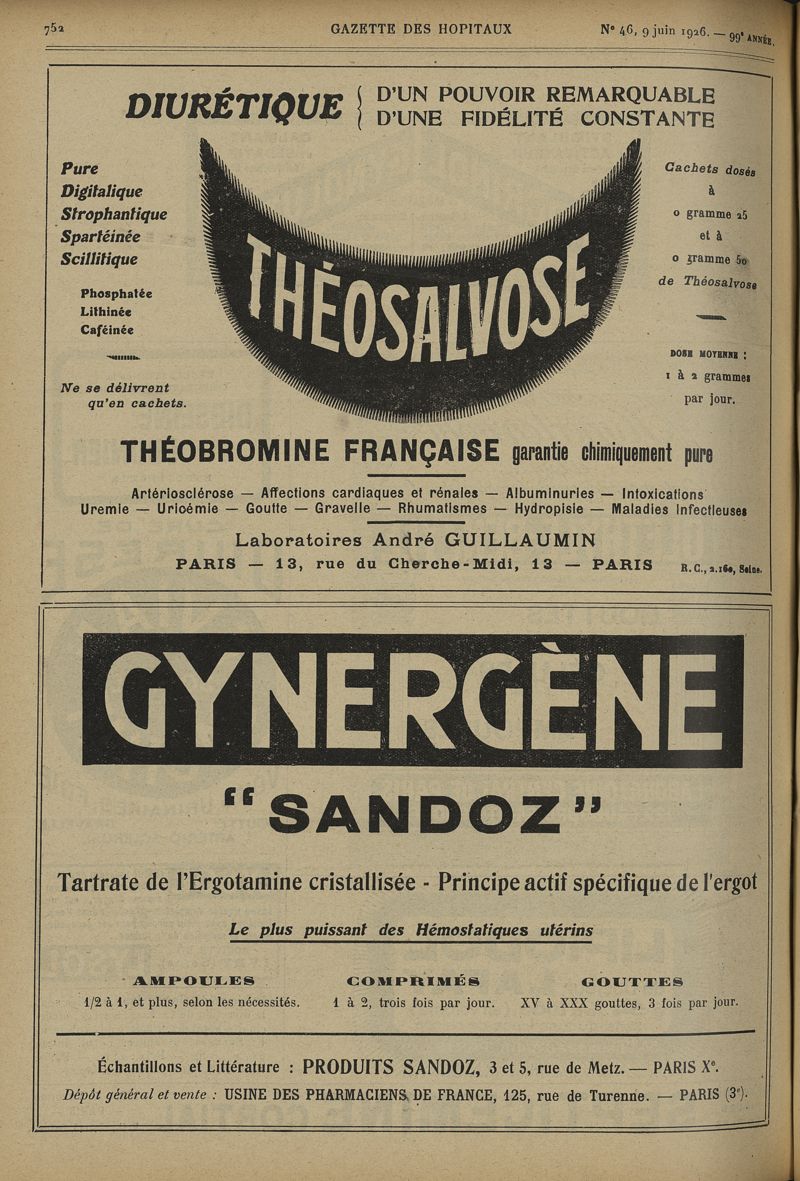 752 GAZETTE DES HOPITAUX N° 46, 9 juin 1926. — 99e ANNÉE.
DIURÉTIQUE { D'UN POUVOIR REMARQUABLE
D'UNE FIDÉLITÉ CONSTANTE
Pure
Digitalique
Strophantique
Spartéinée
Scillitique
Phosphatée
Lithinée
Caféinée
Ne se délivrent
qu'en cachets.
THÉOSALVOSE
Cachets dosés
à
0 gramme 25
et à
0 gramme 50
de Théosalvose
DOSE MOYENNE :
1 à 2 grammes
par jour.
THÉOBROMINE FRANÇAISE garantie chimiquement pure
Artériosclérose — Affections cardiaques et rénales — Albuminuries — Intoxications
Uremie — Uricémie — Goutte — Gravelle — Rhumatismes — Hydropisie — Maladies Infectieuses
Laboratoires André GUILLAUMIN
PARIS — 13, rue du Cherche-Midi, 13 — PARIS R. C., 2.160, Seine.
GYNERGÈNE
"SANDOZ"
Tartrate de l'Ergotamine cristallisée - Principe actif spécifique de l'ergot
Le plus puissant des Hémostatiques utérins
AMPOULES
1/2 à 1, et plus, selon les nécessités.
COMPRIMÉS
1 à 2, trois fois par jour.
GOUTTES
XV à XXX gouttes, 3 fois par jour.
Échantillons et Littérature : PRODUITS SANDOZ, 3 et 5, rue de Metz. — PARIS Xe.
Dépôt général et vente : USINE DES PHARMACIENS DE FRANCE, 125, rue de Turenne. — PARIS (3e).